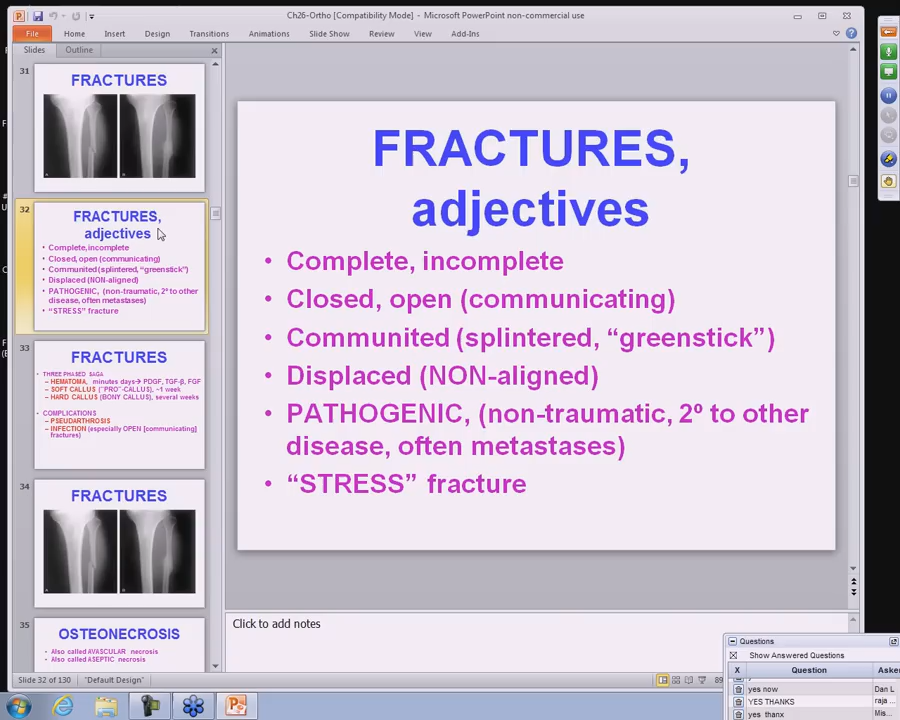 Ch26-Ortho [Compatibility Mode] - Microsoft PowerPoint non-commercial use
File Home Insert Design Transitions Animations Slide Show Review View Add-Ins
Slides Outline
31
FRACTURES
32
FRACTURES,
adjectives
• Complete, incomplete
• Closed, open (communicating)
• Communited (splintered, “greenstick”)
• Displaced (NON-aligned)
• PATHOGENIC, (non-traumatic, 2º to other
disease, often metastases)
• “STRESS” fracture
33
FRACTURES
• THREE PHASED SAGA
– HEMATOMA, minutes days→ PDGF, TGF-β, FGF
– SOFT CALLUS (“PRO”-CALLUS), ~1 week
– HARD CALLUS (BONY CALLUS), several weeks
• COMPLICATIONS
– PSEUDARTHROSIS
– INFECTION (especially OPEN [communicating]
fractures)
34
FRACTURES
35
OSTEONECROSIS
• Also called AVASCULAR necrosis
• Also called ASEPTIC necrosis
FRACTURES,
adjectives
• Complete, incomplete
• Closed, open (communicating)
• Communited (splintered, “greenstick”)
• Displaced (NON-aligned)
• PATHOGENIC, (non-traumatic, 2º to other
disease, often metastases)
• “STRESS” fracture
Click to add notes
Slide 32 of 130 "Default Design" 89
Questions
Show Answered Questions
X Question Aske
yes now Dan L
YES THANKS raja ...
yes thanx Mis...